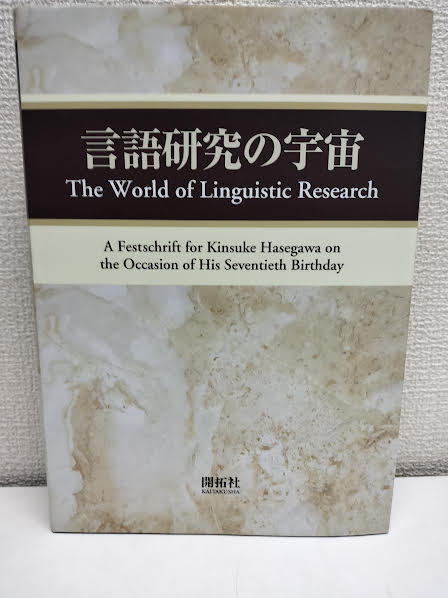 言語研究の宇宙
The World of Linguistic Research
A Festschrift for Kinsuke Hasegawa on
the Occasion of His Seventieth Birthday
開拓社
KAITAKUSHA